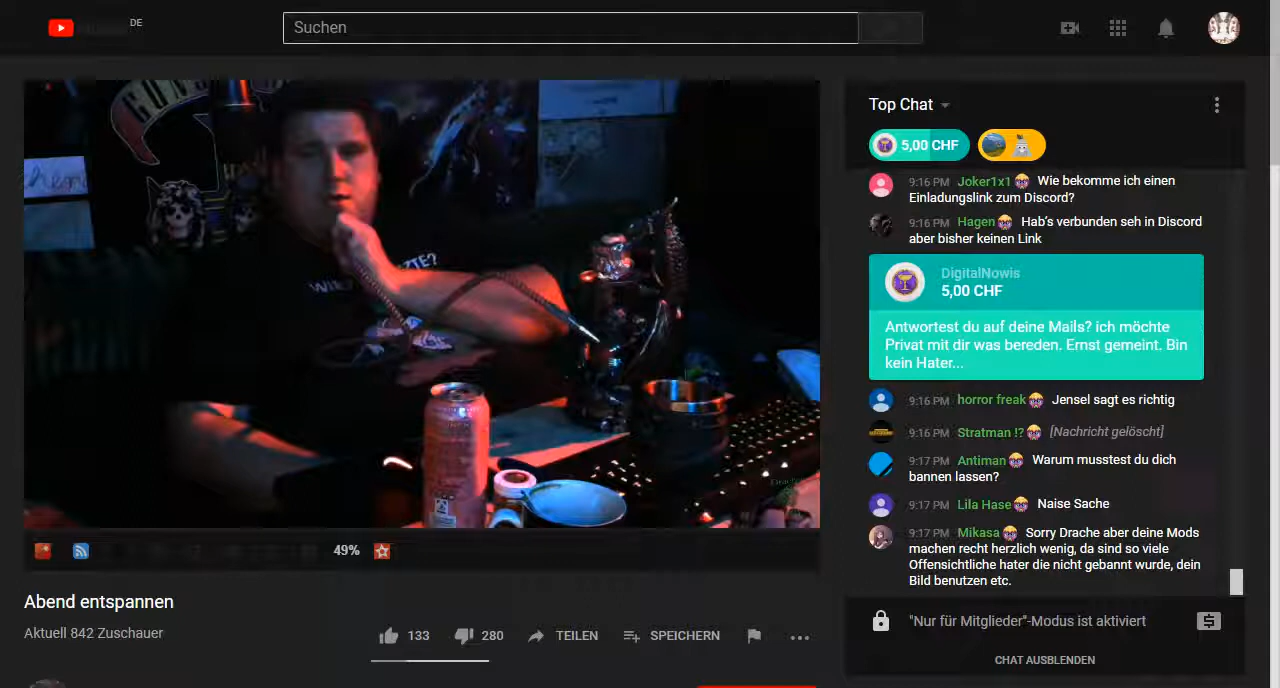 DE
Suchen
Top Chat
5,00 CHF
9:16 PM Joker1x1 Wie bekomme ich einen
Einladungslink zum Discord?
9:16 PM Hagen Hab's verbunden seh in Discord
aber bisher keinen Link
DigitalNowis
5,00 CHF
Antwortest du auf deine Mails? ich möchte
Privat mit dir was bereden. Ernst gemeint. Bin
kein Hater...
9:16 PM horror freak Jensel sagt es richtig
9:16 PM Stratman !? [Nachricht gelöscht]
9:17 PM Antiman Warum musstest du dich
bannen lassen?
9:17 PM Lila Hase Naise Sache
9:17 PM Mikasa Sorry Drache aber deine Mods
machen recht herzlich wenig, da sind so viele
Offensichtliche hater die nicht gebannt wurde, dein
Bild benutzen etc.
49%
Abend entspannen
Aktuell 842 Zuschauer
133
280
TEILEN
SPEICHERN
"Nur für Mitglieder"-Modus ist aktiviert
CHAT AUSBLENDEN